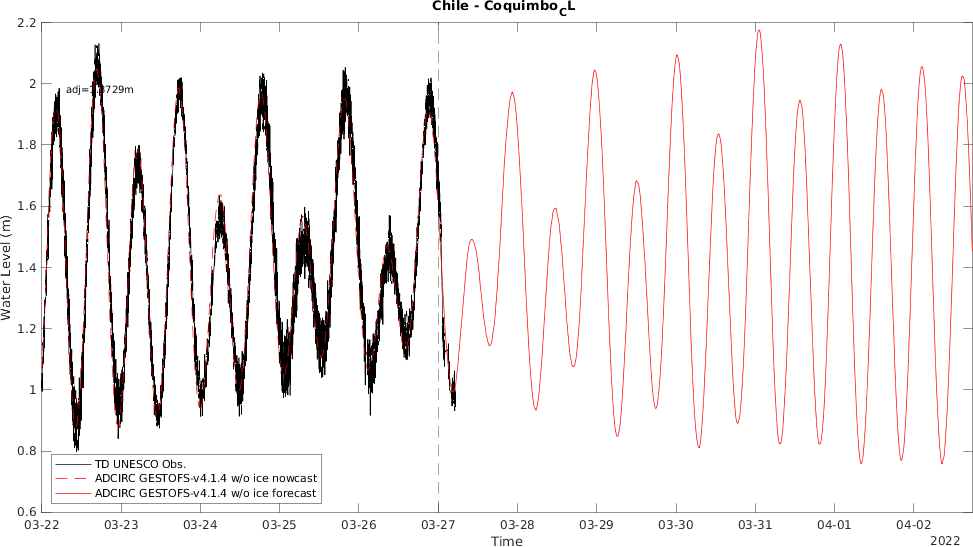 Chile - Coquimbo_CL
2.2
2
1.8
1.6
1.4
1.2
1
0.8
0.6
Water Level (m)
TD UNESCO Obs.
ADCIRC GESTOFS-v4.1.4 w/o ice nowcast
ADCIRC GESTOFS-v4.1.4 w/o ice forecast
03-22 03-23 03-24 03-25 03-26 03-27 03-28 03-29 03-30 03-31 04-01 04-02
Time
2022